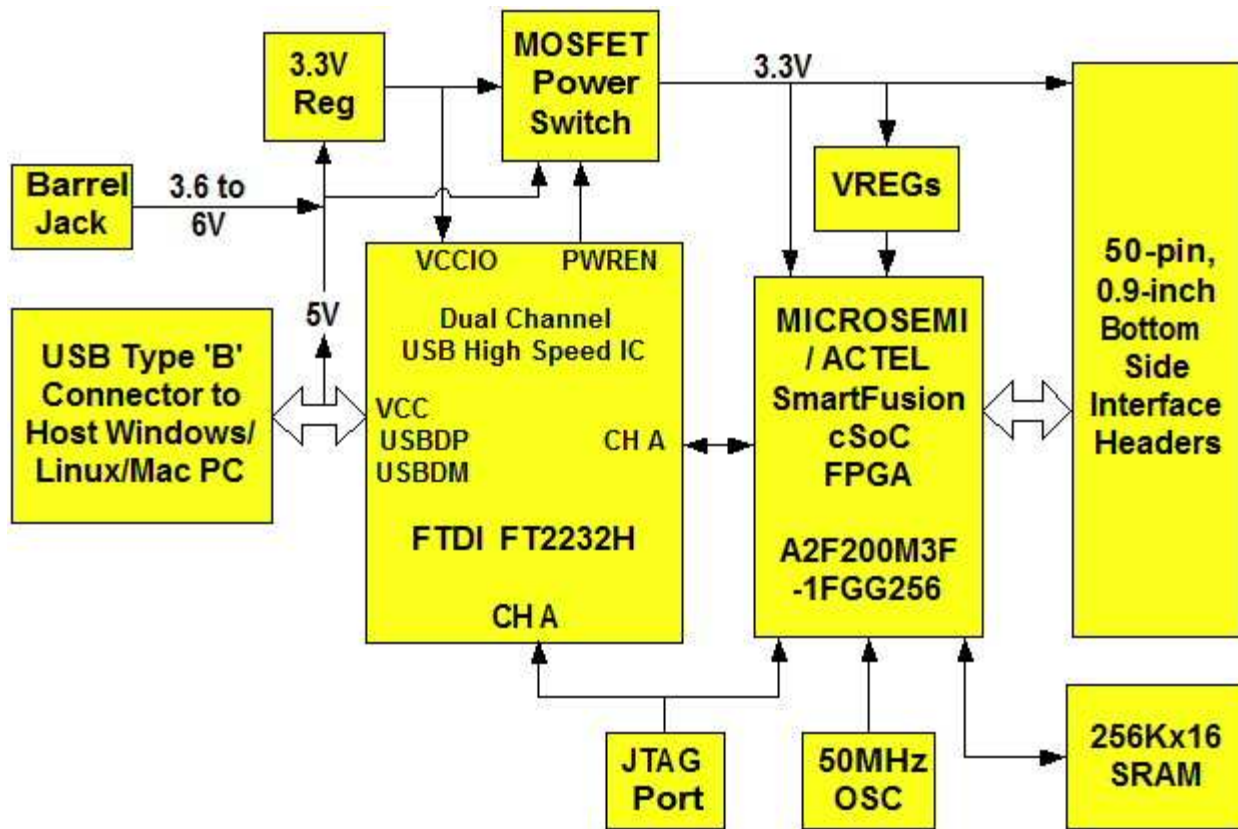 3.3V
Reg
MOSFET
Power
Switch
3.3V
Barrel
Jack
3.6 to
6V
VREGs
5V
USB Type 'B'
Connector to
Host Windows/
Linux/Mac PC
VCCIO PWREN
Dual Channel
USB High Speed IC
VCC
USBDP
USBDM
CH A
FTDI FT2232H
CH A
MICROSEMI
/ ACTEL
SmartFusion
cSoC
FPGA
A2F200M3F
-1FGG256
50-pin,
0.9-inch
Bottom
Side
Interface
Headers
JTAG
Port
50MHz
OSC
256Kx16
SRAM